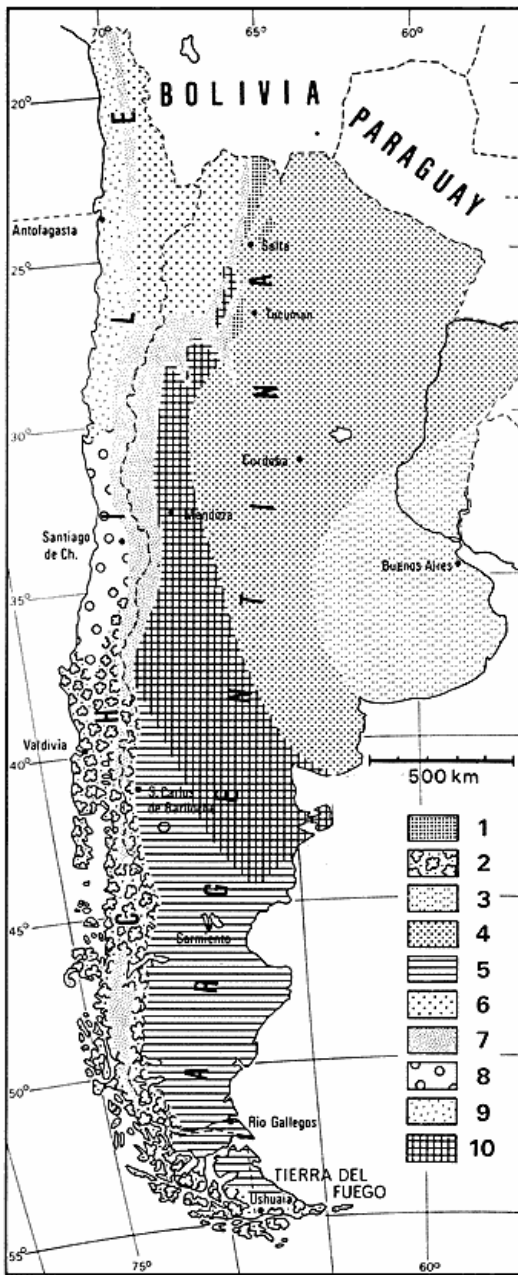 70°
65°
60°
BOLIVIA
PARAGUAY
20°
Antofagasta
Salta
25°
Tucuman
30°
Cordoba
Mendoza
Santiago
de Ch.
Buenos Aires
35°
Valdivia
40°
500 km
S. Carlos
de Bariloche
CHILE
ARGENTINA
1
2
3
4
5
6
7
8
9
10
45°
Sarmiento
50°
Rio Gallegos
TIERRA DEL
FUEGO
Ushuaia
55°
75°
60°